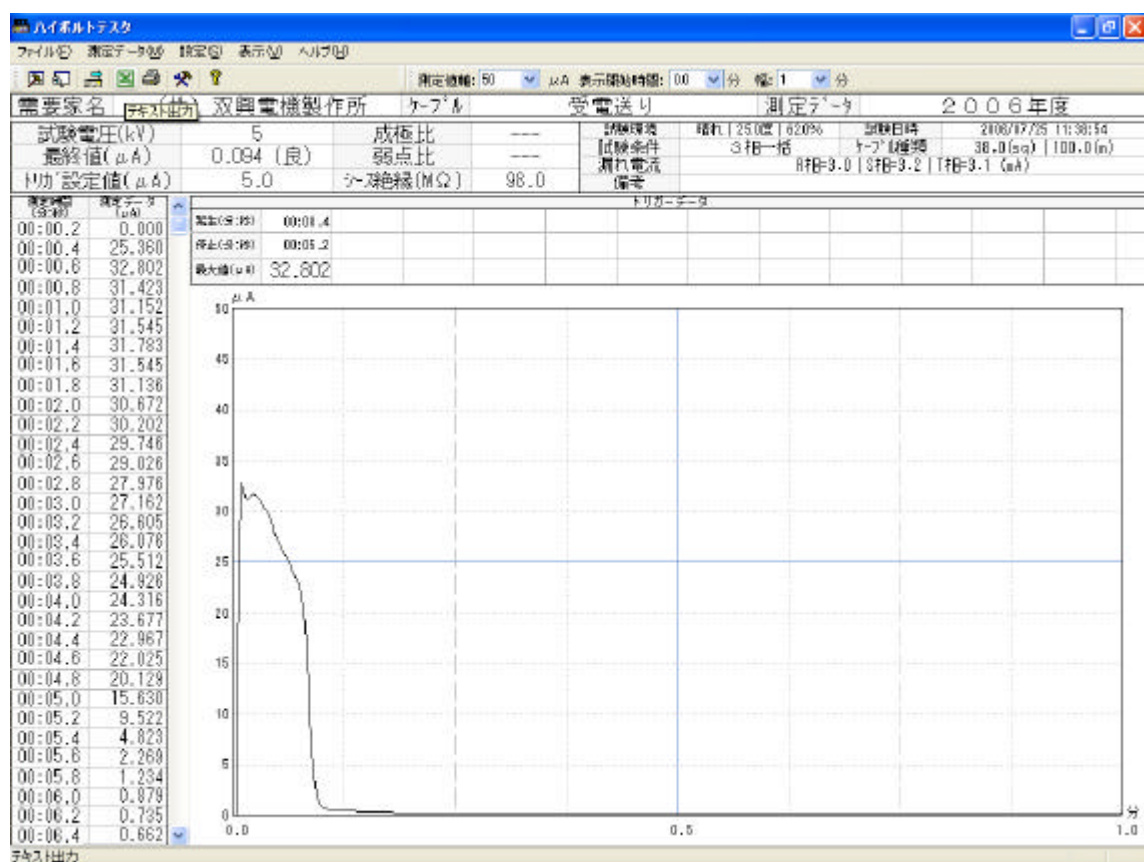 ハイボルトテスタ
ファイル(F) 測定データ(M) 設定(S) 表示(V) ヘルプ(H)
測定値幅: 50 μA 表示開始時間: 0.0 分 幅: 1 分
需要家名 双興電機製作所 ケーブル 受電送り 測定データ 2006年度
テキスト出力
試験電圧(kV) 5 成極比 --- 試験環境 晴れ | 25.0度 | 62.0% 試験日時 2006/07/25 11:38:54
最終値(μA) 0.094 (良) 弱点比 --- 試験条件 3相一括 ケーブル種類 38.0(sq) | 100.0(m)
トリガ設定値(μA) 5.0 シース絶縁(MΩ) 98.0 漏れ電流 R相=3.0 | S相=3.2 | T相=3.1 (mA)
備考
測定時間(分:秒) 測定データ(μA) トリガーデータ
発生(分:秒) 00:01.4
停止(分:秒) 00:05.2
最大値(μA) 32.802
00:00.2 0.000
00:00.4 25.360
00:00.6 32.802
00:00.8 31.423
00:01.0 31.152
00:01.2 31.545
00:01.4 31.783
00:01.6 31.545
00:01.8 31.136
00:02.0 30.672
00:02.2 30.202
00:02.4 29.746
00:02.6 29.026
00:02.8 27.976
00:03.0 27.162
00:03.2 26.605
00:03.4 26.076
00:03.6 25.512
00:03.8 24.926
00:04.0 24.316
00:04.2 23.677
00:04.4 22.967
00:04.6 22.025
00:04.8 20.129
00:05.0 15.630
00:05.2 9.522
00:05.4 4.823
00:05.6 2.269
00:05.8 1.234
00:06.0 0.879
00:06.2 0.735
00:06.4 0.662
μA
50
45
40
35
30
25
20
15
10
5
0
0.0 0.5 1.0
分
テキスト出力